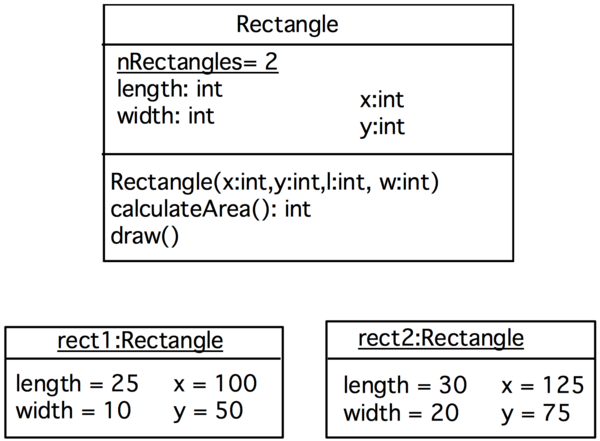 Rectangle
nRectangles= 2
length: int
width: int
x:int
y:int
Rectangle(x:int,y:int,l:int, w:int)
calculateArea(): int
draw()
rect1:Rectangle
length = 25 x = 100
width = 10 y = 50
rect2:Rectangle
length = 30 x = 125
width = 20 y = 75